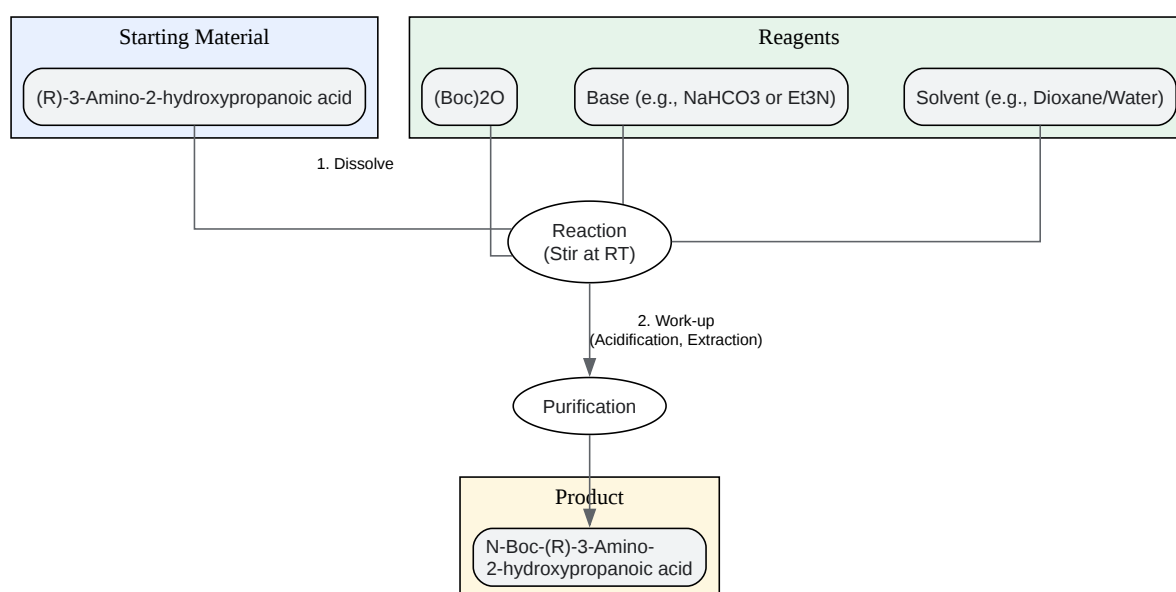 Starting Material
(R)-3-Amino-2-hydroxypropanoic acid
Reagents
(Boc)2O
Base (e.g., NaHCO3 or Et3N)
Solvent (e.g., Dioxane/Water)
1. Dissolve
Reaction
(Stir at RT)
2. Work-up
(Acidification, Extraction)
Purification
Product
N-Boc-(R)-3-Amino-
2-hydroxypropanoic acid